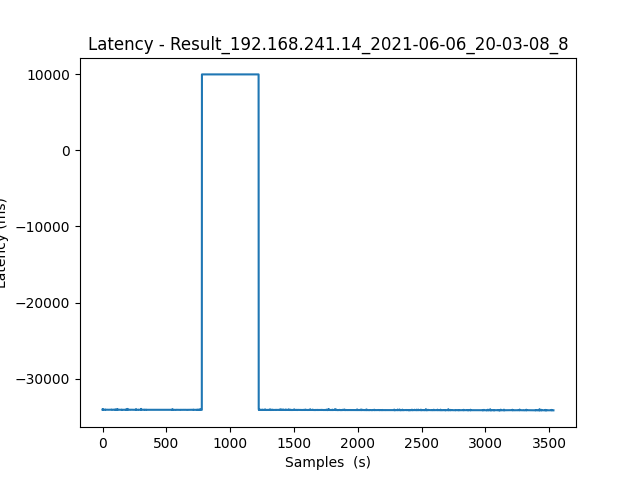 Latency - Result_192.168.241.14_2021-06-06_20-03-08_8
10000
0
−10000
−20000
−30000
Latency (ms)
0 500 1000 1500 2000 2500 3000 3500
Samples  (s)